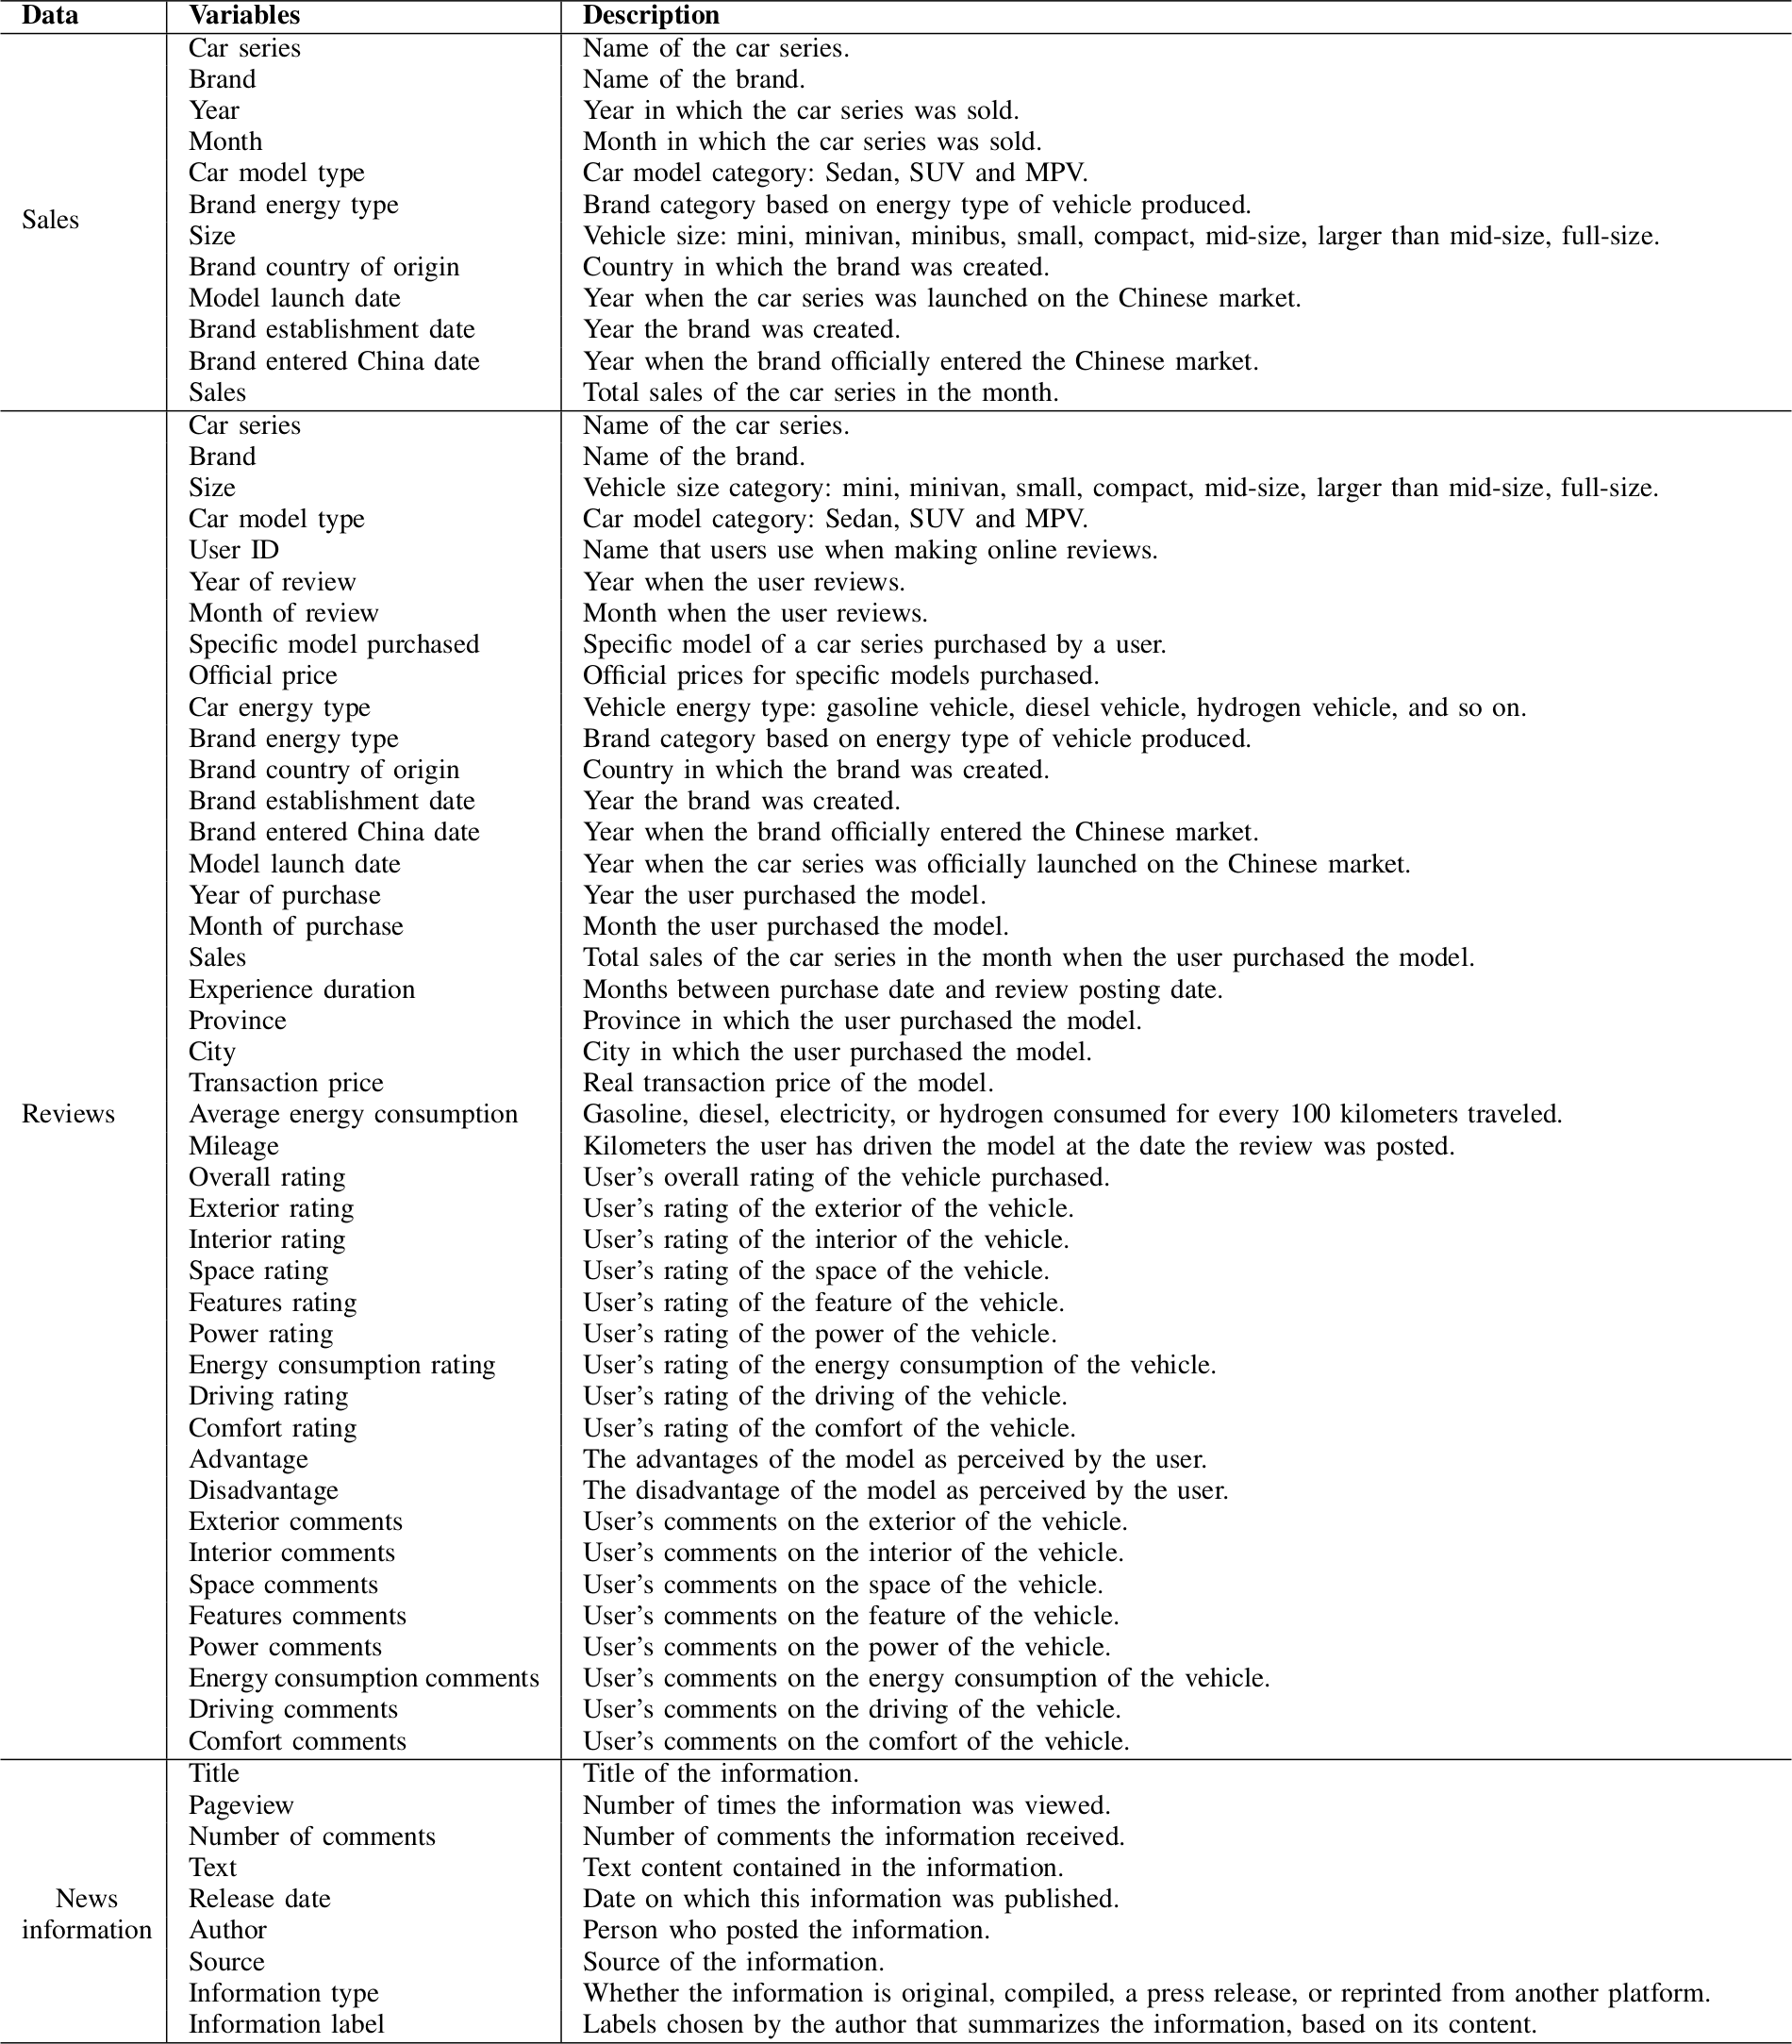 Data Variables Description
Car series Name of the car series.
Brand Name of the brand.
Year Year in which the car series was sold.
Month Month in which the car series was sold.
Car model type Car model category: Sedan, SUV and MPV.
Brand energy type Brand category based on energy type of vehicle produced.
Sales
Size Vehicle size: mini, minivan, minibus, small, compact, mid-size, larger than mid-size, full-size.
Brand country of origin Country in which the brand was created.
Model launch date Year when the car series was launched on the Chinese market.
Brand establishment date Year the brand was created.
Brand entered China date Year when the brand officially entered the Chinese market.
Sales Total sales of the car series in the month.
Car series Name of the car series.
Brand Name of the brand.
Size Vehicle size category: mini, minivan, small, compact, mid-size, larger than mid-size, full-size.
Car model type Car model category: Sedan, SUV and MPV.
User ID Name that users use when making online reviews.
Year of review Year when the user reviews.
Month of review Month when the user reviews.
Specific model purchased Specific model of a car series purchased by a user.
Official price Official prices for specific models purchased.
Car energy type Vehicle energy type: gasoline vehicle, diesel vehicle, hydrogen vehicle, and so on.
Brand energy type Brand category based on energy type of vehicle produced.
Brand country of origin Country in which the brand was created.
Brand establishment date Year the brand was created.
Brand entered China date Year when the brand officially entered the Chinese market.
Model launch date Year when the car series was officially launched on the Chinese market.
Year of purchase Year the user purchased the model.
Month of purchase Month the user purchased the model.
Sales Total sales of the car series in the month when the user purchased the model.
Experience duration Months between purchase date and review posting date.
Province Province in which the user purchased the model.
City City in which the user purchased the model.
Transaction price Real transaction price of the model.
Reviews Average energy consumption Gasoline, diesel, electricity, or hydrogen consumed for every 100 kilometers traveled.
Mileage Kilometers the user has driven the model at the date the review was posted.
Overall rating User's overall rating of the vehicle purchased.
Exterior rating User's rating of the exterior of the vehicle.
Interior rating User's rating of the interior of the vehicle.
Space rating User's rating of the space of the vehicle.
Features rating User's rating of the feature of the vehicle.
Power rating User's rating of the power of the vehicle.
Energy consumption rating User's rating of the energy consumption of the vehicle.
Driving rating User's rating of the driving of the vehicle.
Comfort rating User's rating of the comfort of the vehicle.
Advantage The advantages of the model as perceived by the user.
Disadvantage The disadvantage of the model as perceived by the user.
Exterior comments User's comments on the exterior of the vehicle.
Interior comments User's comments on the interior of the vehicle.
Space comments User's comments on the space of the vehicle.
Features comments User's comments on the feature of the vehicle.
Power comments User's comments on the power of the vehicle.
Energy consumption comments User's comments on the energy consumption of the vehicle.
Driving comments User's comments on the driving of the vehicle.
Comfort comments User's comments on the comfort of the vehicle.
Title Title of the information.
Pageview Number of times the information was viewed.
Number of comments Number of comments the information received.
Text Text content contained in the information.
News Release date Date on which this information was published.
information Author Person who posted the information.
Source Source of the information.
Information type Whether the information is original, compiled, a press release, or reprinted from another platform.
Information label Labels chosen by the author that summarizes the information, based on its content.